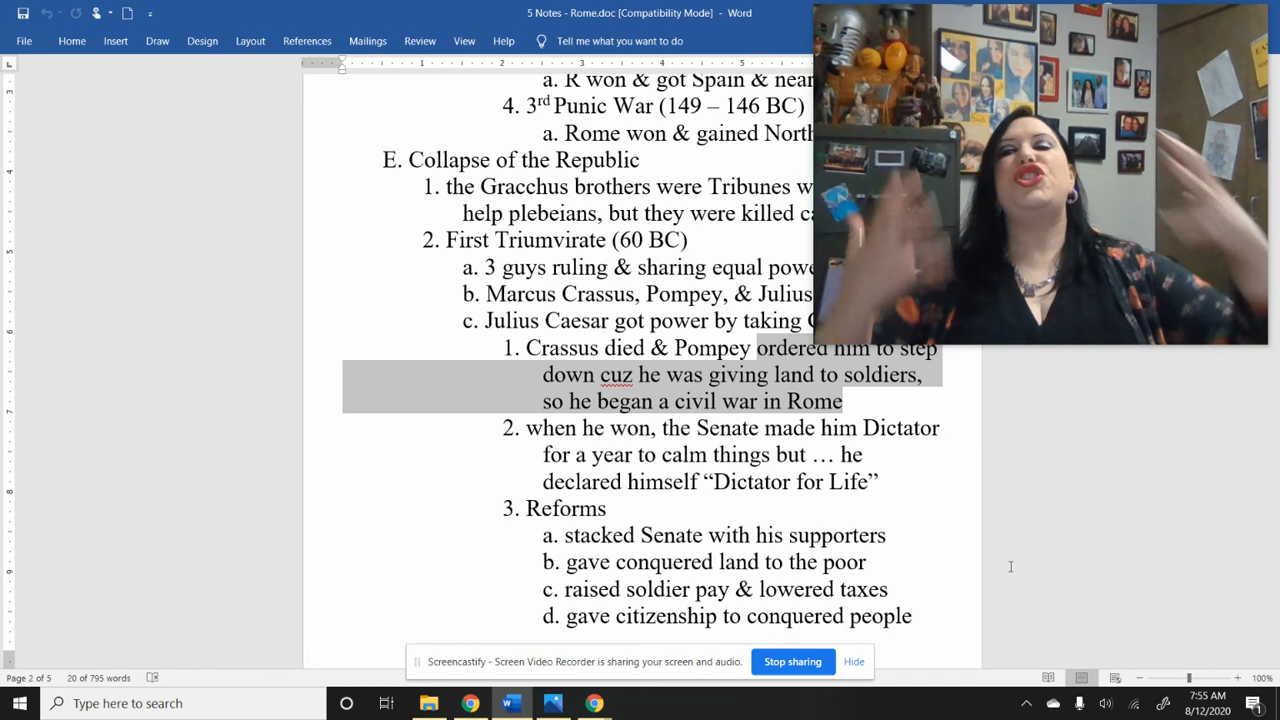 5 Notes - Rome.doc [Compatibility Mode] - Word
File Home Insert Draw Design Layout References Mailings Review View Help Tell me what you want to do
1 2 3 4 5
a. R won & got Spain & near
4. 3rd Punic War (149 – 146 BC)
a. Rome won & gained North
E. Collapse of the Republic
1. the Gracchus brothers were Tribunes w
help plebeians, but they were killed
2. First Triumvirate (60 BC)
a. 3 guys ruling & sharing equal powe
b. Marcus Crassus, Pompey, & Julius
c. Julius Caesar got power by taking
1. Crassus died & Pompey ordered him to step
down cuz he was giving land to soldiers,
so he began a civil war in Rome
2. when he won, the Senate made him Dictator
for a year to calm things but … he
declared himself “Dictator for Life”
3. Reforms
a. stacked Senate with his supporters
b. gave conquered land to the poor
c. raised soldier pay & lowered taxes
d. gave citizenship to conquered people
Screencastify - Screen Video Recorder is sharing your screen and audio. Stop sharing Hide
Page 2 of 5 20 of 795 words 100%
Type here to search
7:55 AM
8/12/2020